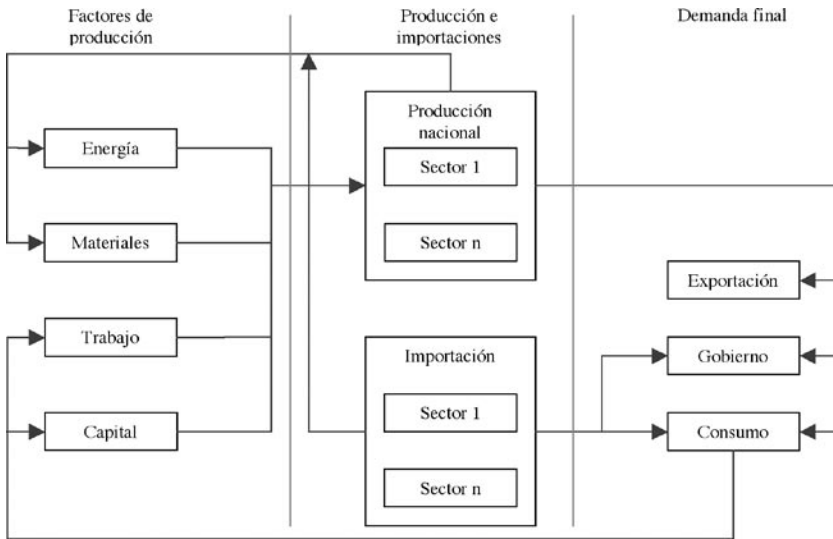 Factores de
producción
Producción e
importaciones
Demanda final
Energía
Materiales
Trabajo
Capital
Producción
nacional
Sector 1
Sector n
Importación
Sector 1
Sector n
Exportación
Gobierno
Consumo